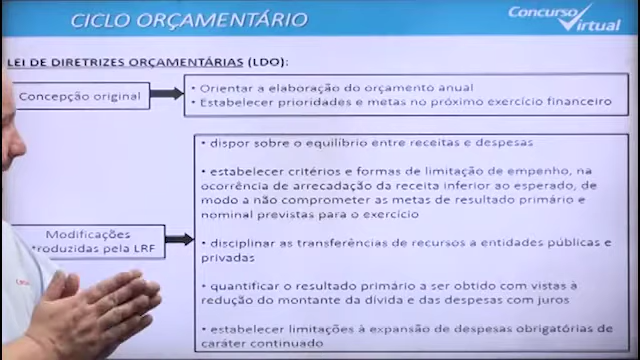 CICLO ORÇAMENTÁRIO
Concurso
Virtual
LEI DE DIRETRIZES ORÇAMENTÁRIAS (LDO):
Concepção original
• Orientar a elaboração do orçamento anual
• Estabelecer prioridades e metas no próximo exercício financeiro
• dispor sobre o equilíbrio entre receitas e despesas
• estabelecer critérios e formas de limitação de empenho, na
ocorrência de arrecadação da receita inferior ao esperado, de
modo a não comprometer as metas de resultado primário e
nominal previstas para o exercício
Modificações
troduzidas pela LRF
• disciplinar as transferências de recursos a entidades públicas e
privadas
• quantificar o resultado primário a ser obtido com vistas à
redução do montante da dívida e das despesas com juros
• estabelecer limitações à expansão de despesas obrigatórias de
caráter continuado